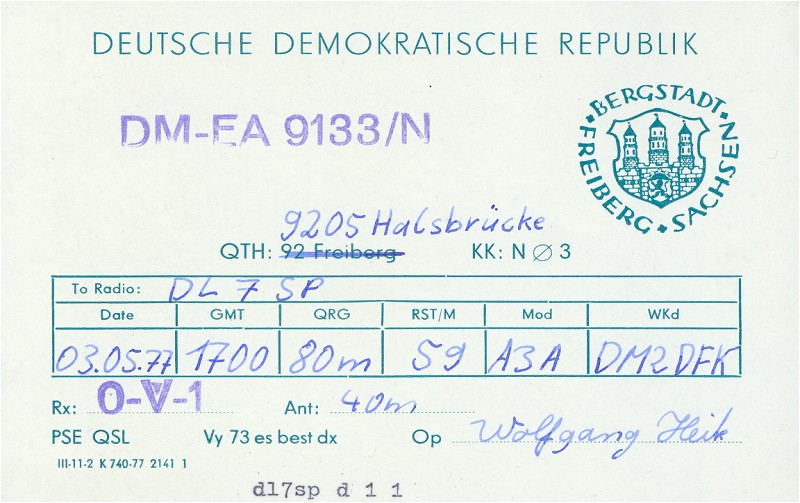 DEUTSCHE DEMOKRATISCHE REPUBLIK
DM-EA 9133/N
BERGSTADT
FREIBERG • SACHSEN
9205 Halsbrücke
QTH: 92 Freiberg KK: N Ø 3
To Radio: DL 7 SP
Date GMT QRG RST/M Mod WKd
03.05.77 1700 80m 59 A3A DM2DFK
Rx: O-V-1 Ant: 40m
PSE QSL Vy 73 es best dx Op Wolfgang Heik
III-11-2 K 740-77 2141 1
dl7sp d 1 1